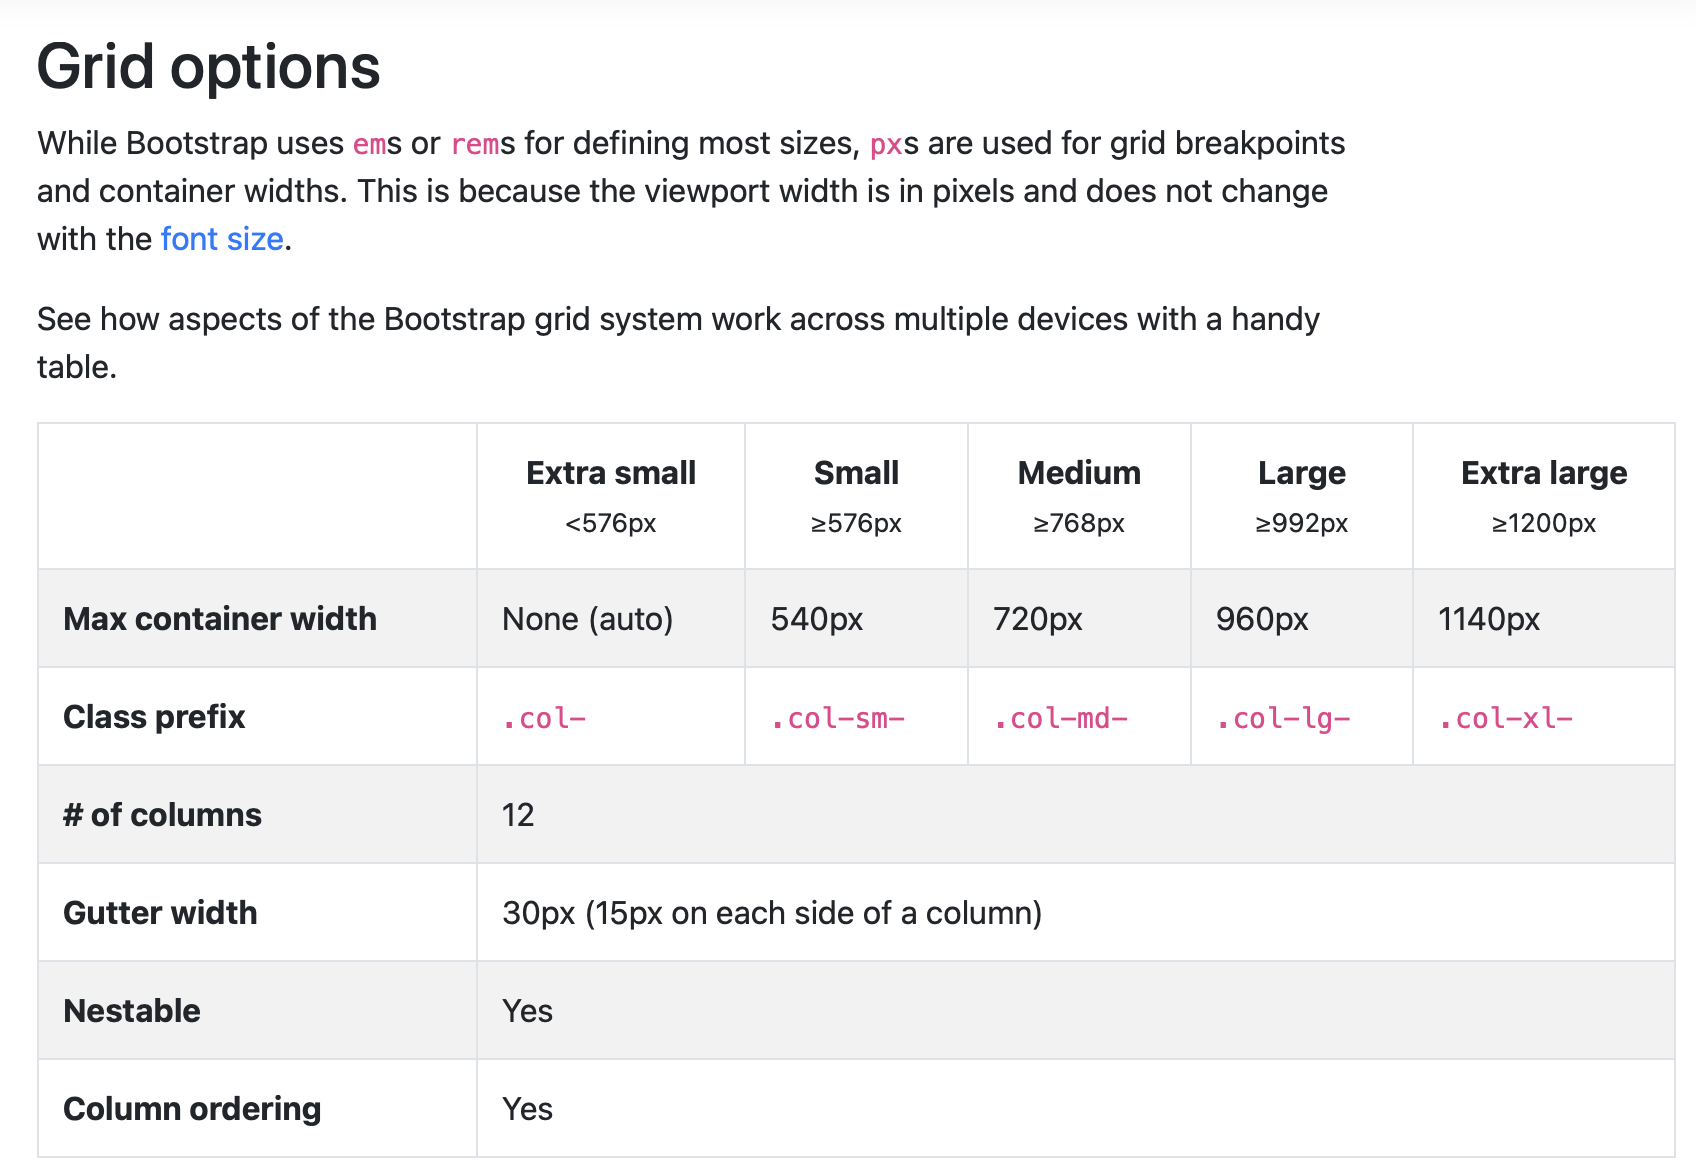 Grid options
While Bootstrap uses ems or rems for defining most sizes, pxs are used for grid breakpoints
and container widths. This is because the viewport width is in pixels and does not change
with the font size.
See how aspects of the Bootstrap grid system work across multiple devices with a handy
table.
Extra small Small Medium Large Extra large
<576px ≥576px ≥768px ≥992px ≥1200px
Max container width None (auto) 540px 720px 960px 1140px
Class prefix .col- .col-sm- .col-md- .col-lg- .col-xl-
# of columns 12
Gutter width 30px (15px on each side of a column)
Nestable Yes
Column ordering Yes